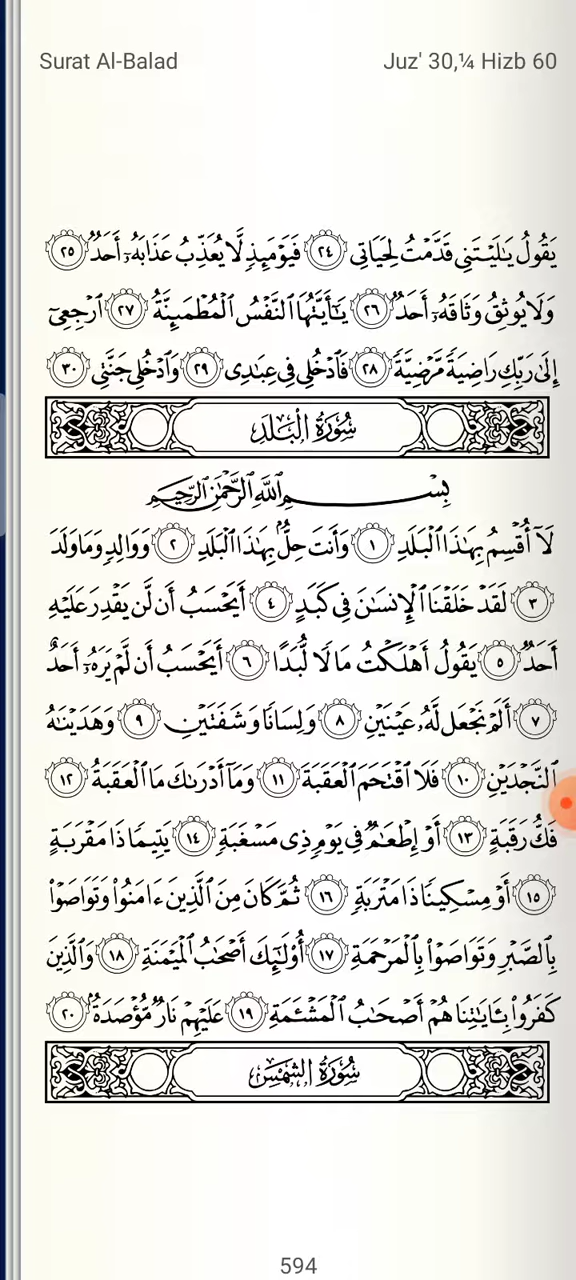 Surat Al-Balad
Juz' 30,¼ Hizb 60
يَقُولُ يَٰلَيْتَنِى قَدَّمْتُ لِحَيَاتِى ٢٤ فَيَوْمَئِذٍ لَّا يُعَذِّبُ عَذَابَهُۥٓ أَحَدٌ ٢٥
وَلَا يُوثِقُ وَثَاقَهُۥٓ أَحَدٌ ٢٦ يَٰٓأَيَّتُهَا ٱلنَّفْسُ ٱلْمُطْمَئِنَّةُ ٢٧ ٱرْجِعِىٓ
إِلَىٰ رَبِّكِ رَاضِيَةً مَّرْضِيَّةً ٢٨ فَٱدْخُلِى فِى عِبَٰدِى ٢٩ وَٱدْخُلِى جَنَّتِى ٣٠
سُورَةُ الْبَلَدِ
بِسْمِ ٱللَّهِ ٱلرَّحْمَٰنِ ٱلرَّحِيمِ
لَآ أُقْسِمُ بِهَٰذَا ٱلْبَلَدِ ١ وَأَنتَ حِلٌّۢ بِهَٰذَا ٱلْبَلَدِ ٢ وَوَالِدٍ وَمَا وَلَدَ
٣ لَقَدْ خَلَقْنَا ٱلْإِنسَٰنَ فِى كَبَدٍ ٤ أَيَحْسَبُ أَن لَّن يَقْدِرَ عَلَيْهِ
أَحَدٌ ٥ يَقُولُ أَهْلَكْتُ مَالًا لُّبَدًا ٦ أَيَحْسَبُ أَن لَّمْ يَرَهُۥٓ أَحَدٌ
٧ أَلَمْ نَجْعَل لَّهُۥ عَيْنَيْنِ ٨ وَلِسَانًا وَشَفَتَيْنِ ٩ وَهَدَيْنَٰهُ
ٱلنَّجْدَيْنِ ١٠ فَلَا ٱقْتَحَمَ ٱلْعَقَبَةَ ١١ وَمَآ أَدْرَىٰكَ مَا ٱلْعَقَبَةُ ١٢
فَكُّ رَقَبَةٍ ١٣ أَوْ إِطْعَٰمٌ فِى يَوْمٍ ذِى مَسْغَبَةٍ ١٤ يَتِيمًا ذَا مَقْرَبَةٍ
١٥ أَوْ مِسْكِينًا ذَا مَتْرَبَةٍ ١٦ ثُمَّ كَانَ مِنَ ٱلَّذِينَ ءَامَنُوا۟ وَتَوَاصَوْا۟
بِٱلصَّبْرِ وَتَوَاصَوْا۟ بِٱلْمَرْحَمَةِ ١٧ أُو۟لَٰٓئِكَ أَصْحَٰبُ ٱلْمَيْمَنَةِ ١٨ وَٱلَّذِينَ
كَفَرُوا۟ بِـَٔايَٰتِنَا هُمْ أَصْحَٰبُ ٱلْمَشْـَٔمَةِ ١٩ عَلَيْهِمْ نَارٌ مُّؤْصَدَةٌۢ ٢٠
سُورَةُ الشَّمْسِ
594